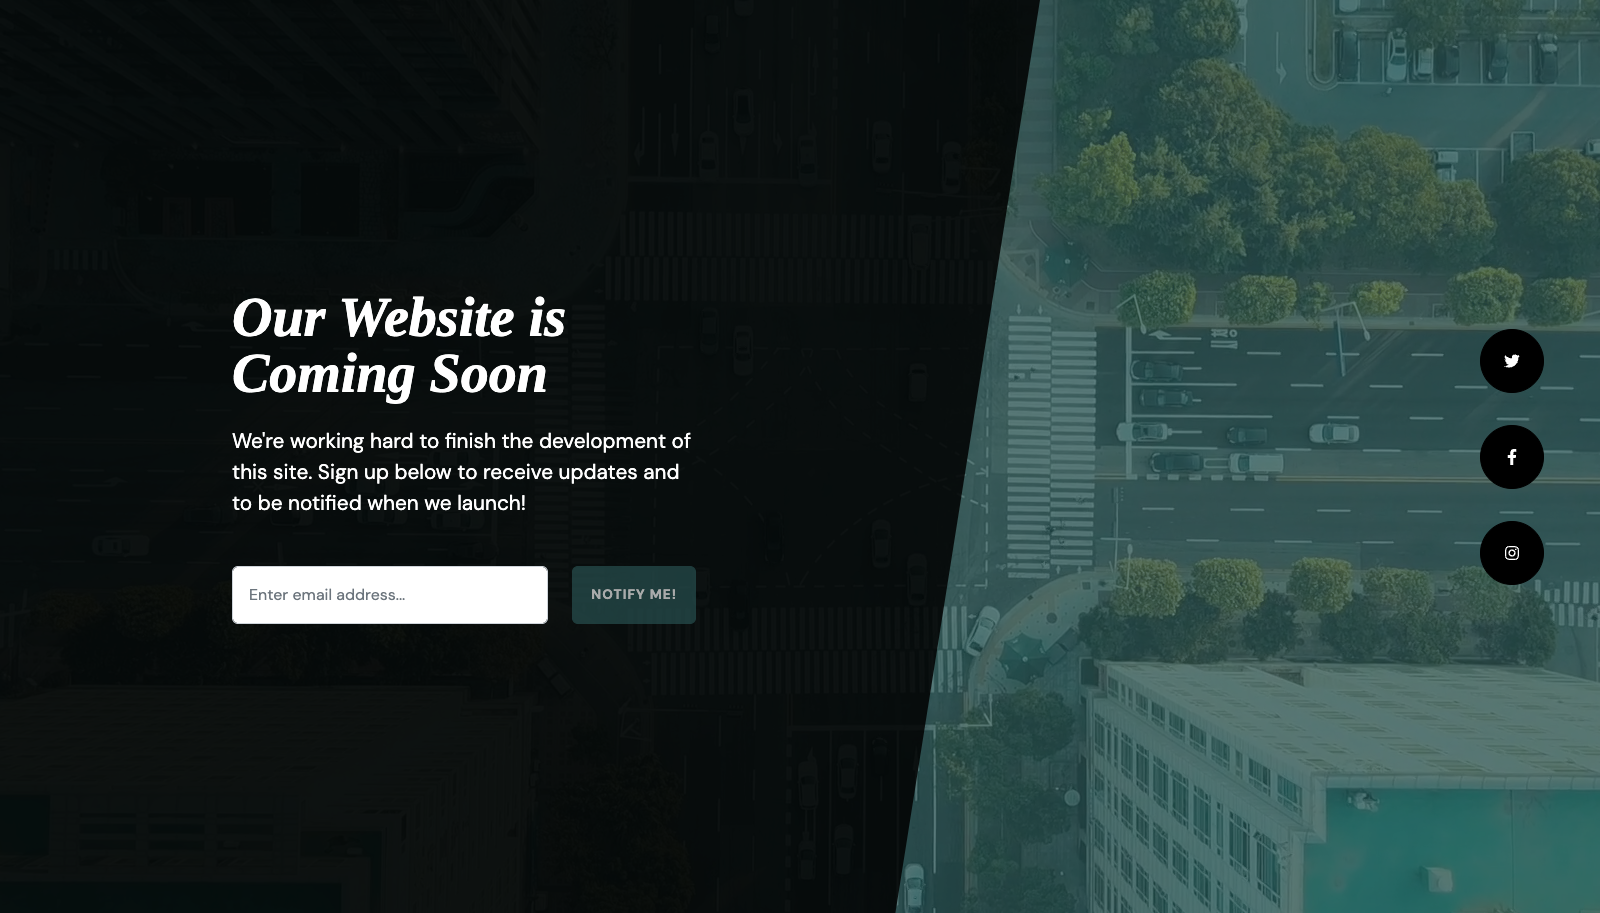 Our Website is
Coming Soon
We're working hard to finish the development of
this site. Sign up below to receive updates and
to be notified when we launch!
Enter email address...
NOTIFY ME!